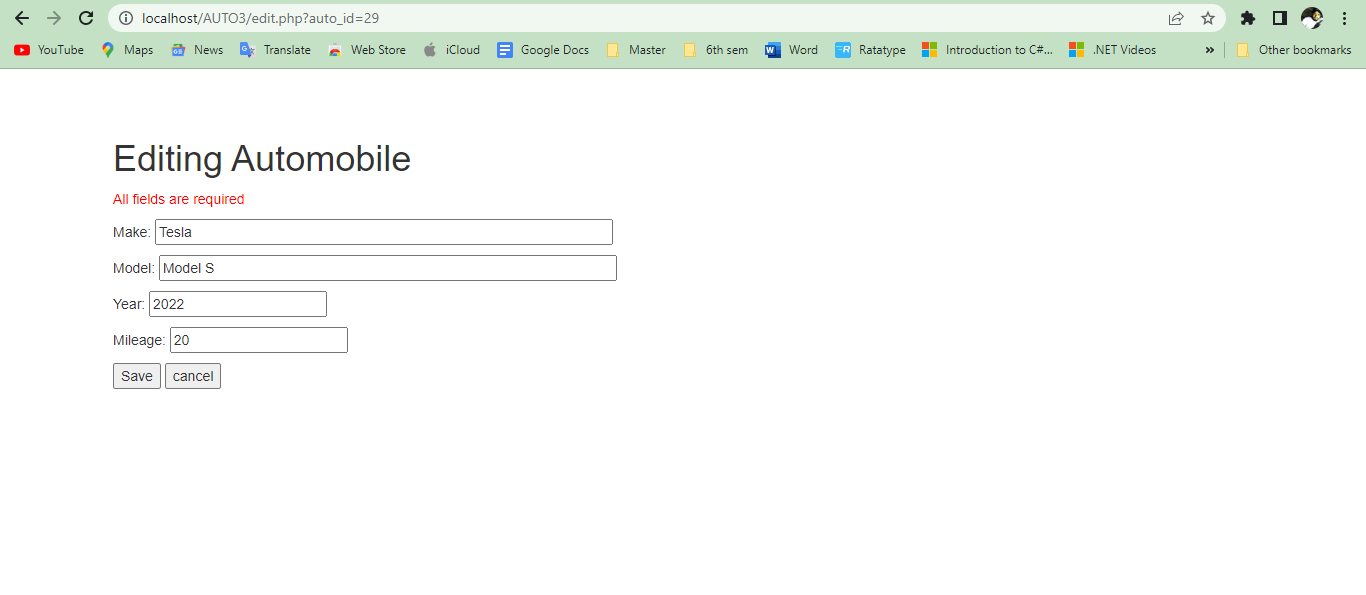 localhost/AUTO3/edit.php?auto_id=29
YouTube Maps News Translate Web Store iCloud Google Docs Master 6th sem Word Ratatype Introduction to C#... .NET Videos » Other bookmarks
Editing Automobile
All fields are required
Make: Tesla
Model: Model S
Year: 2022
Mileage: 20
Save cancel